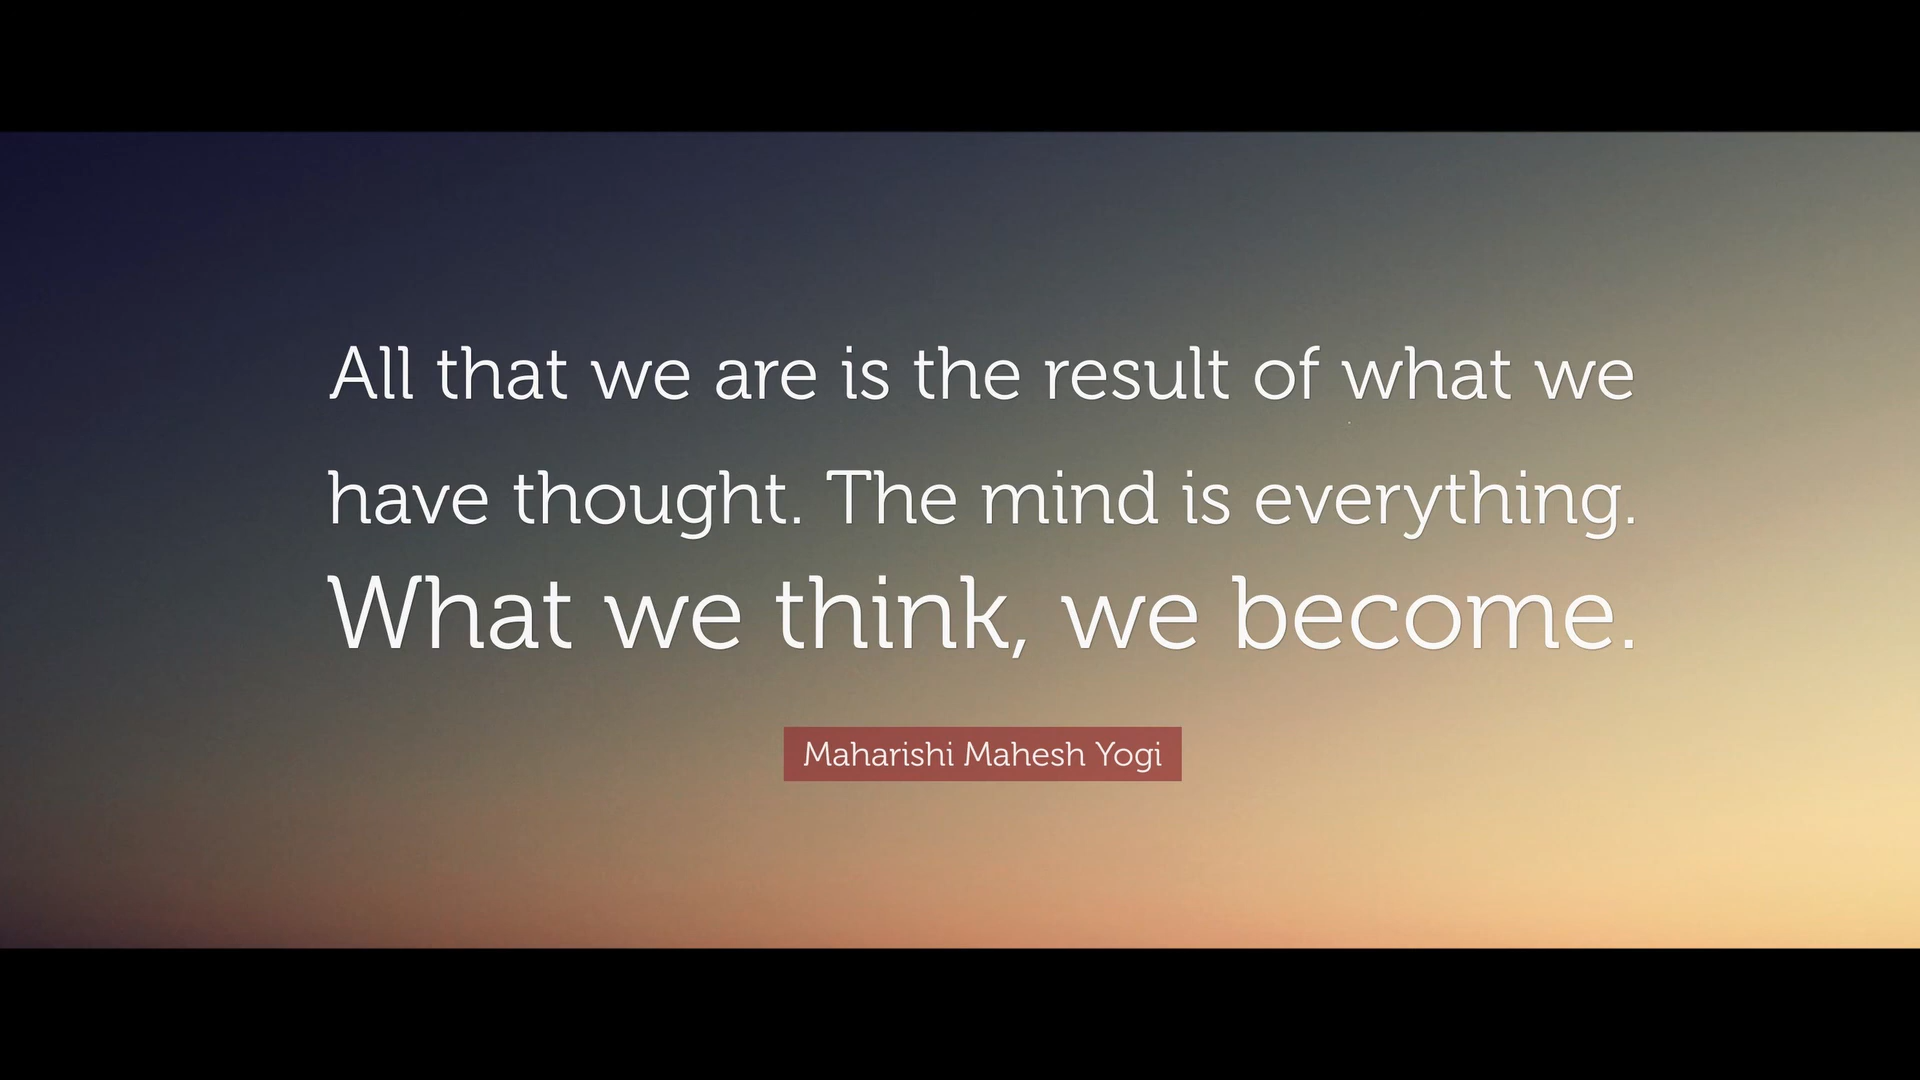 All that we are is the result of what we
have thought. The mind is everything.
What we think, we become.
Maharishi Mahesh Yogi